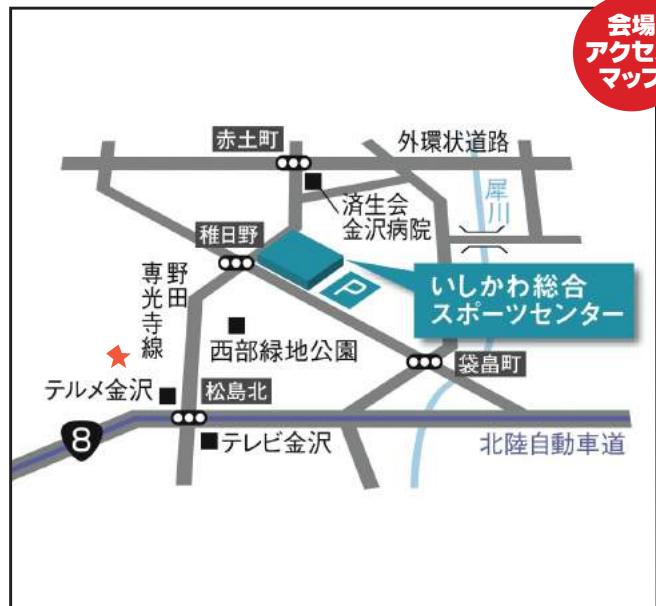 会場
アクセス
マップ
赤土町
外環状道路
済生会
金沢病院
犀川
稚日野
野田
専光寺線
P
いしかわ総合
スポーツセンター
西部緑地公園
袋畠町
テルメ金沢
松島北
8
テレビ金沢
北陸自動車道